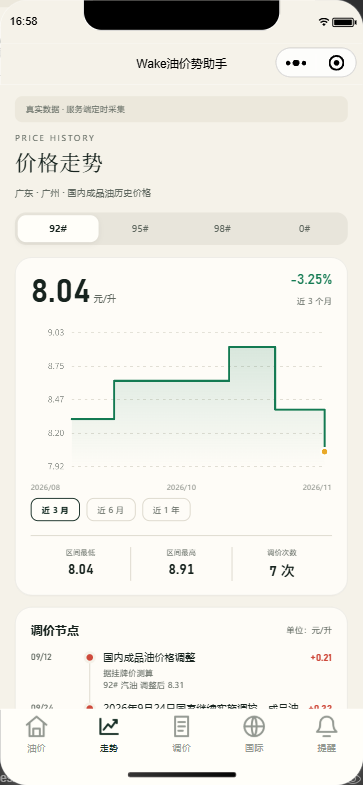 16:58
Wake油价势助手
真实数据 · 服务端定时采集
PRICE HISTORY
价格走势
广东 · 广州 · 国内成品油历史价格
92#
95#
98#
0#
8.04 元/升
-3.25%
近 3 个月
9.03
8.75
8.47
8.20
7.92
2026/08
2026/10
2026/11
近 3 月
近 6 月
近 1 年
区间最低
8.04
区间最高
8.91
调价次数
7 次
调价节点
单位：元/升
09/12
国内成品油价格调整
+0.21
据挂牌价测算
92# 汽油 调整后 8.31
油价
走势
调价
国际
提醒